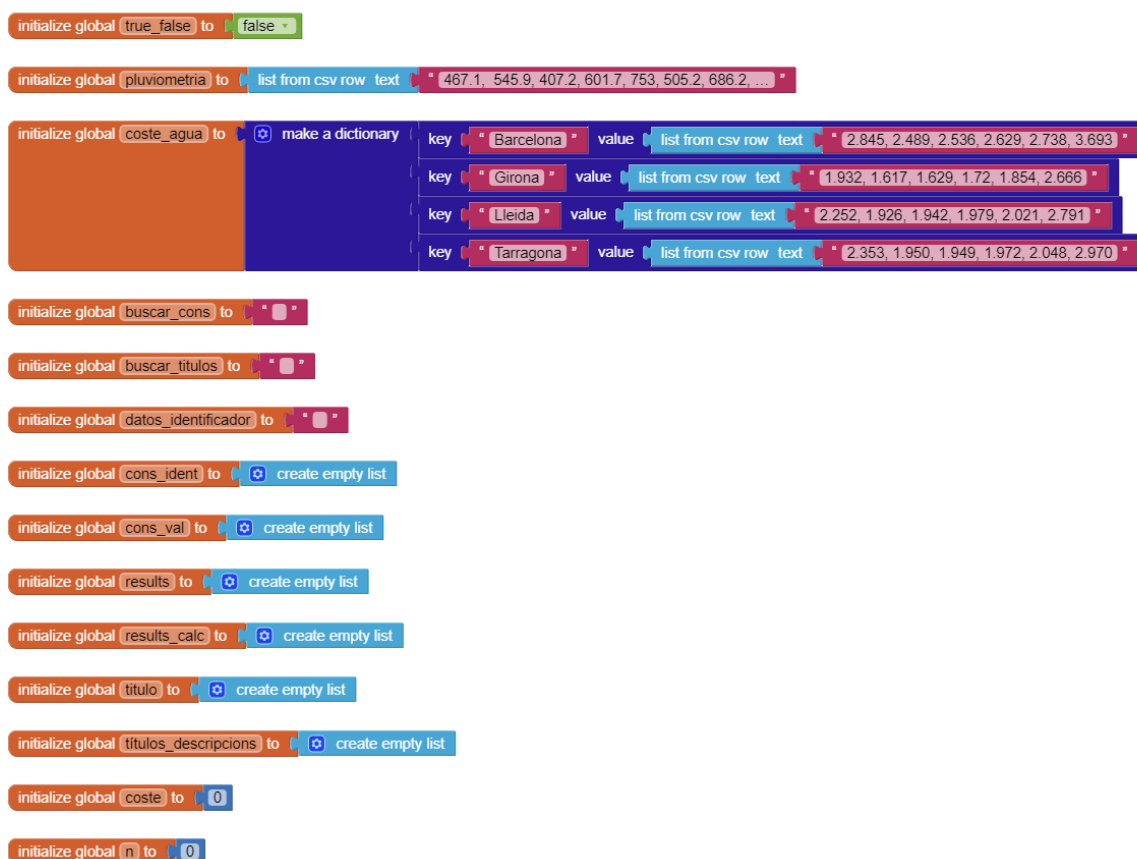 initialize global true_false to false
initialize global pluviometria to list from csv row text " 467.1, 545.9, 407.2, 601.7, 753, 505.2, 686.2, ... "
initialize global coste_agua to make a dictionary key " Barcelona " value list from csv row text " 2.845, 2.489, 2.536, 2.629, 2.738, 3.693 "
key " Girona " value list from csv row text " 1.932, 1.617, 1.629, 1.72, 1.854, 2.666 "
key " Lleida " value list from csv row text " 2.252, 1.926, 1.942, 1.979, 2.021, 2.791 "
key " Tarragona " value list from csv row text " 2.353, 1.950, 1.949, 1.972, 2.048, 2.970 "
initialize global buscar_cons to " "
initialize global buscar_titulos to " "
initialize global datos_identificador to " "
initialize global cons_ident to create empty list
initialize global cons_val to create empty list
initialize global results to create empty list
initialize global results_calc to create empty list
initialize global titulo to create empty list
initialize global títulos_descripcions to create empty list
initialize global coste to 0
initialize global n to 0